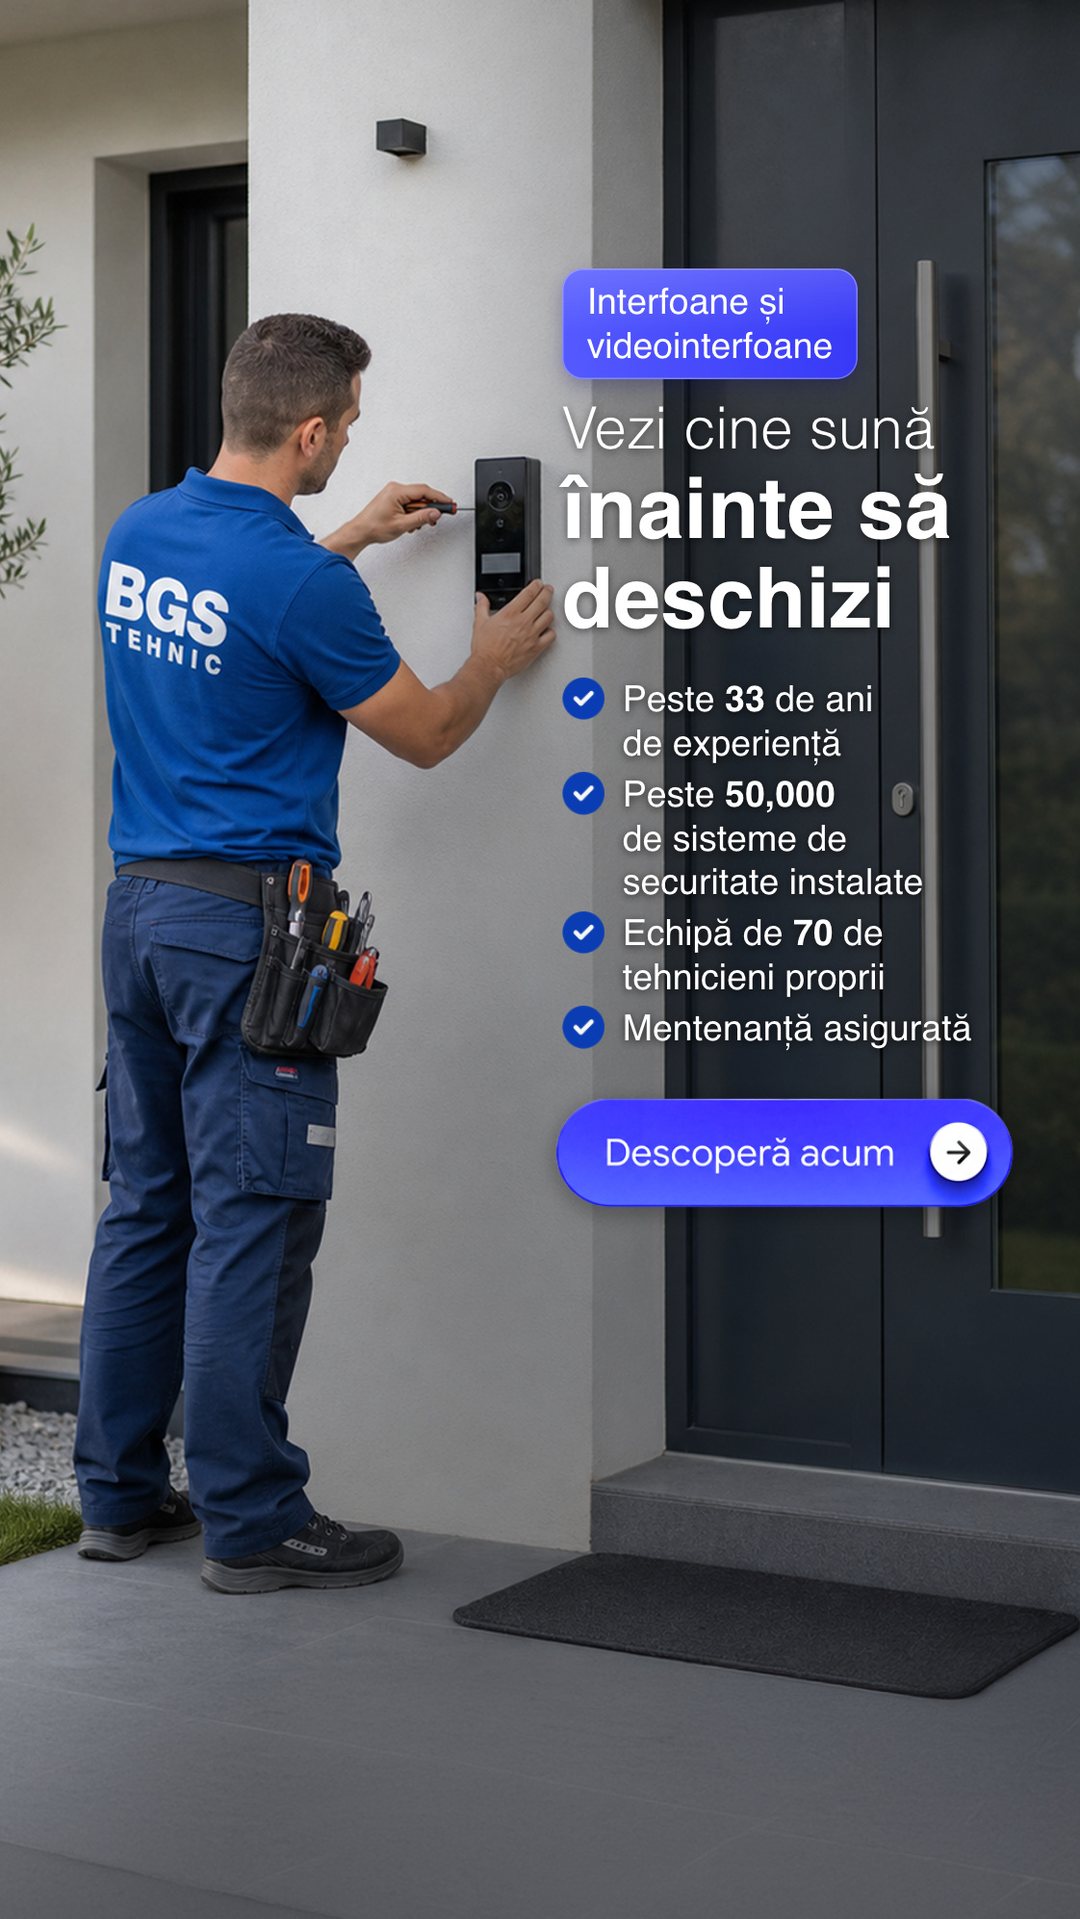 BGS
TEHNIC
Interfoane și
videointerfoane
Vezi cine sună
înainte să
deschizi
Peste 33 de ani
de experiență
Peste 50,000
de sisteme de
securitate instalate
Echipă de 70 de
tehnicieni proprii
Mentenanță asigurată
Descoperă acum